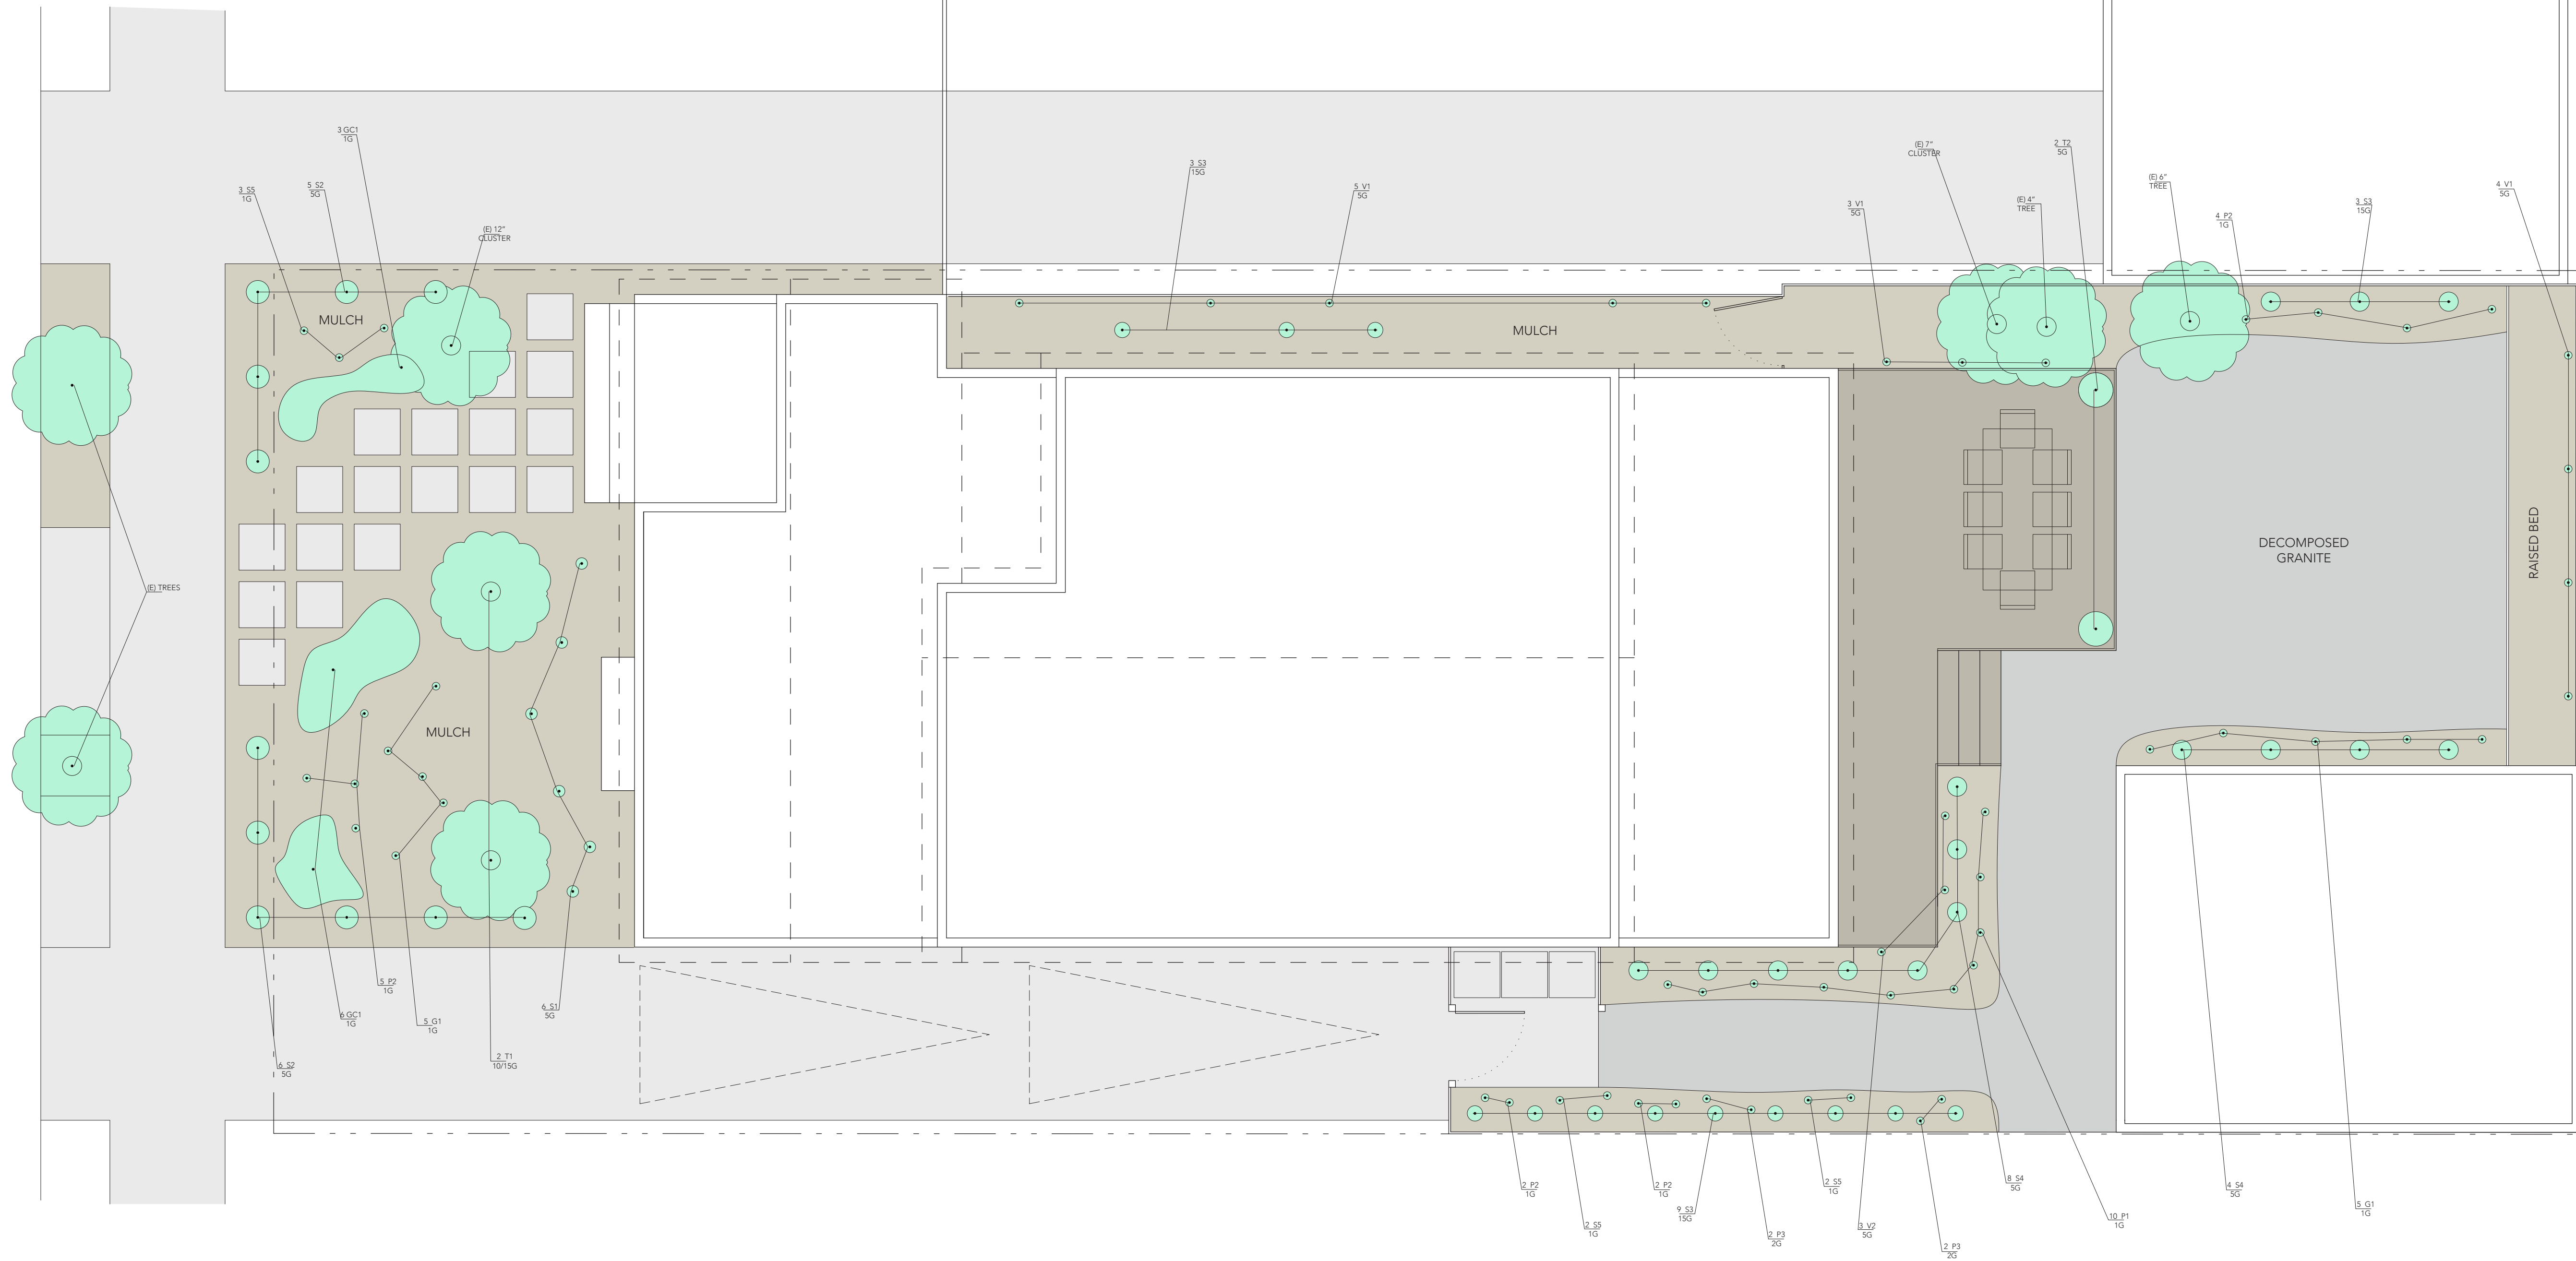 3 GC1
1G
3 S5
1G
5 S2
5G
(E) 12"
CLUSTER
3 S3
15G
5 V1
5G
3 V1
5G
(E) 7"
CLUSTER
2 T2
5G
(E) 4"
TREE
(E) 6"
TREE
4 P2
1G
3 S3
15G
4 V1
5G
MULCH
MULCH
DECOMPOSED
GRANITE
RAISED BED
(E) TREES
MULCH
5 P2
1G
6 GC1
1G
5 G1
1G
6 S1
5G
6 S2
5G
2 T1
10/15G
2 P2
1G
2 S5
1G
2 P2
1G
9 S3
15G
2 P3
2G
2 S5
1G
3 V2
5G
2 P3
2G
8 S4
5G
10 P1
1G
4 S4
5G
5 G1
1G